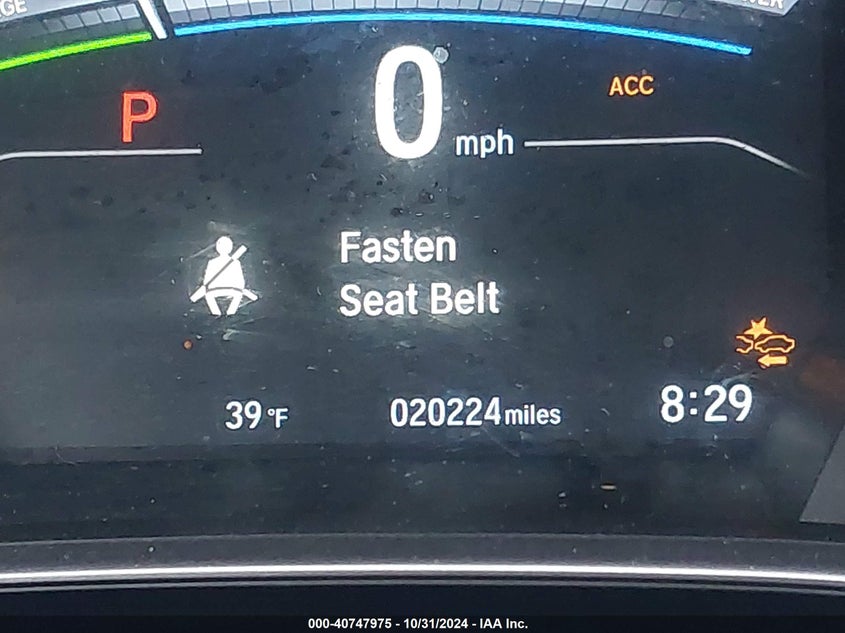 P
0 mph
ACC
Fasten
Seat Belt
39 °F
020224 miles
8:29
000-40747975 - 10/31/2024 - IAA Inc.